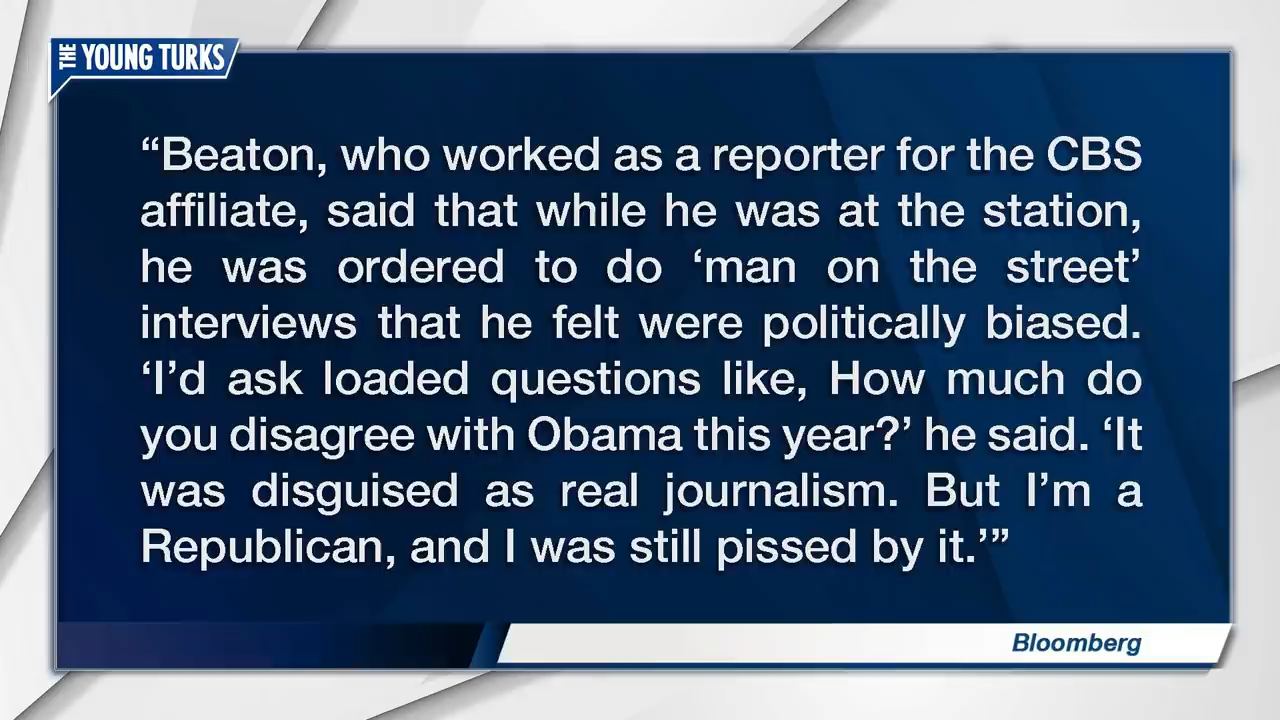 THE YOUNG TURKS
“Beaton, who worked as a reporter for the CBS
affiliate, said that while he was at the station,
he was ordered to do ‘man on the street’
interviews that he felt were politically biased.
‘I’d ask loaded questions like, How much do
you disagree with Obama this year?’ he said. ‘It
was disguised as real journalism. But I’m a
Republican, and I was still pissed by it.’”
Bloomberg